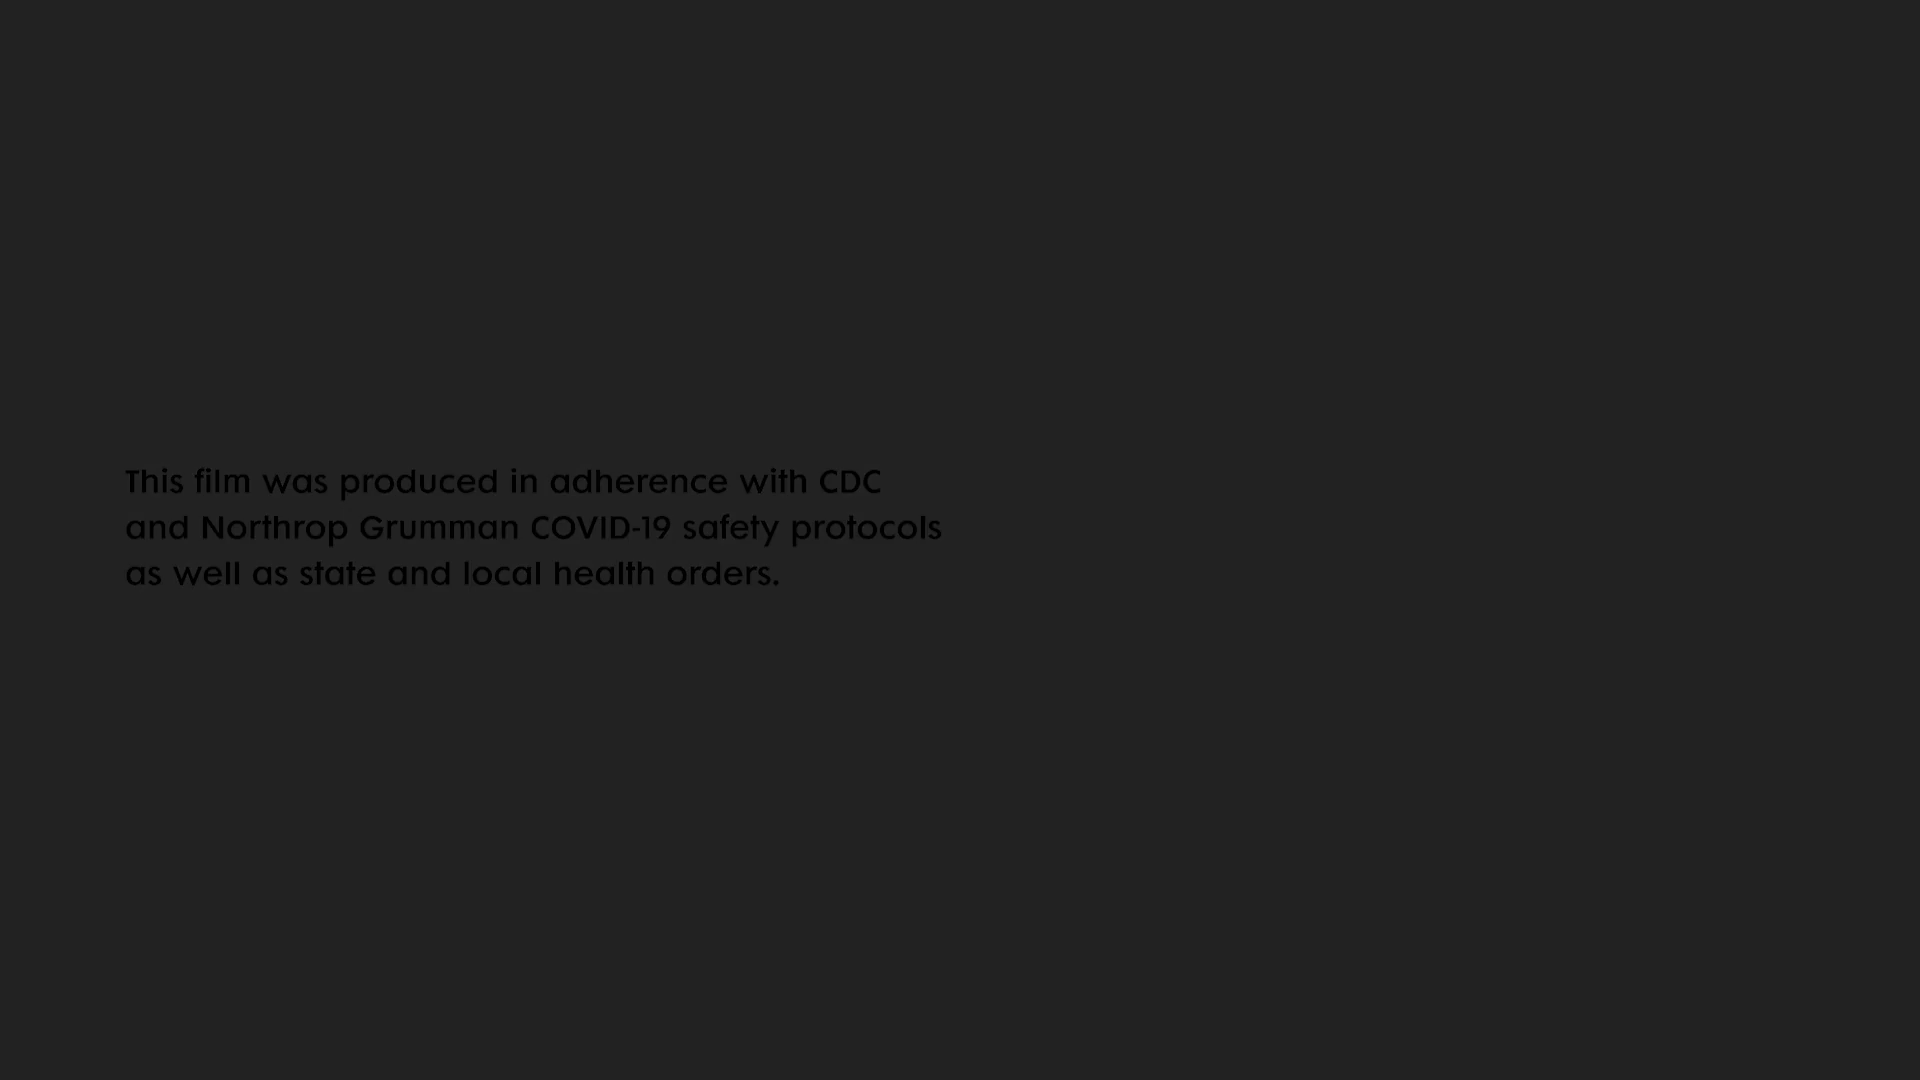 This film was produced in adherence with CDC
and Northrop Grumman COVID-19 safety protocols
as well as state and local health orders.